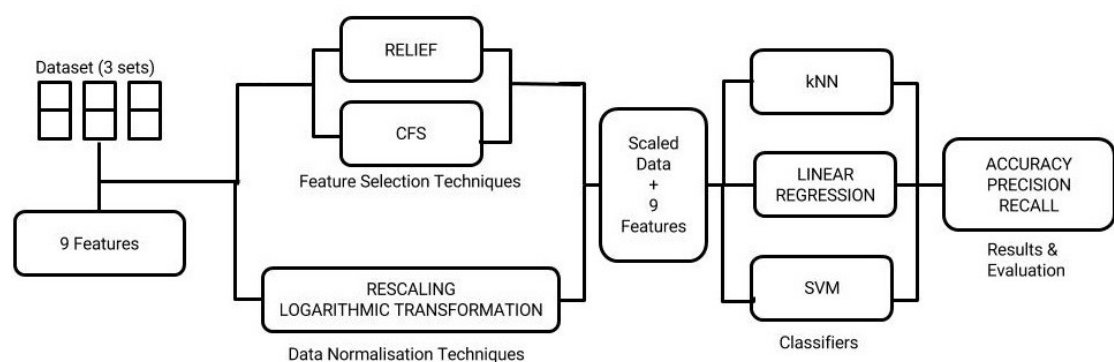 Dataset (3 sets)
9 Features
RELIEF
CFS
Feature Selection Techniques
RESCALING
LOGARITHMIC TRANSFORMATION
Data Normalisation Techniques
Scaled
Data
+
9
Features
kNN
LINEAR
REGRESSION
SVM
Classifiers
ACCURACY
PRECISION
RECALL
Results &
Evaluation